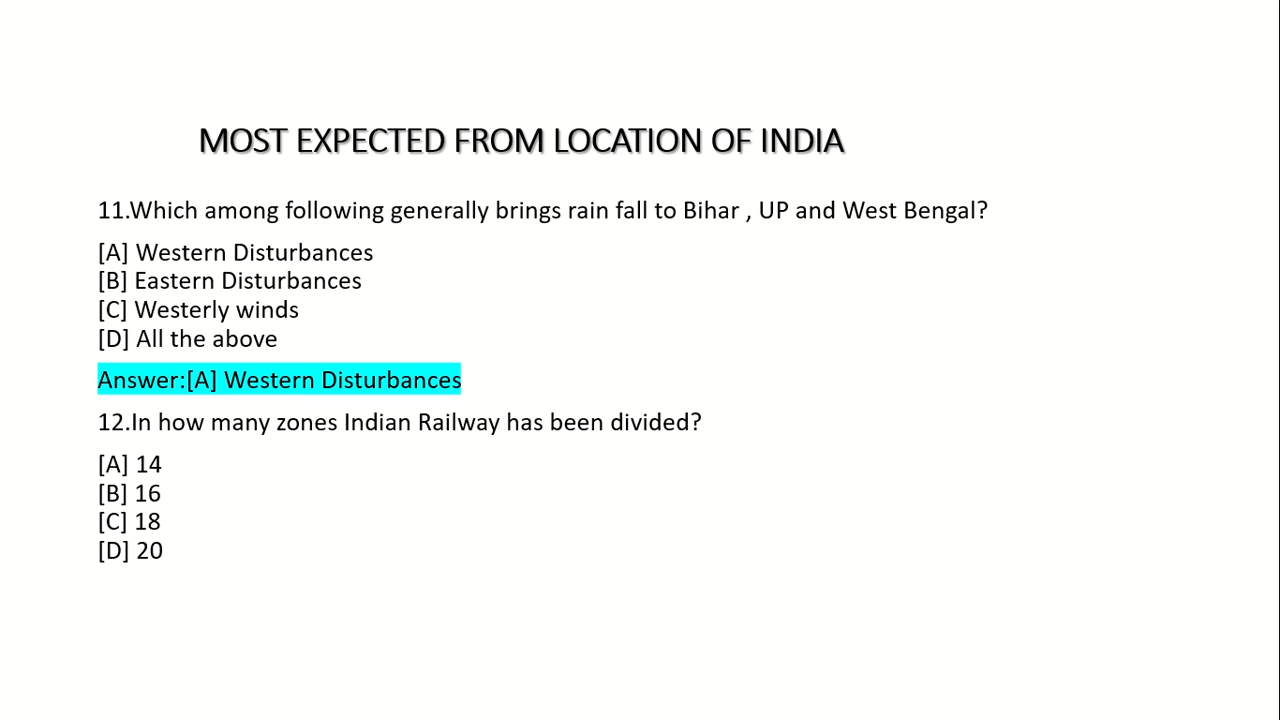 MOST EXPECTED FROM LOCATION OF INDIA
11.Which among following generally brings rain fall to Bihar , UP and West Bengal?
[A] Western Disturbances
[B] Eastern Disturbances
[C] Westerly winds
[D] All the above
Answer:[A] Western Disturbances
12.In how many zones Indian Railway has been divided?
[A] 14
[B] 16
[C] 18
[D] 20